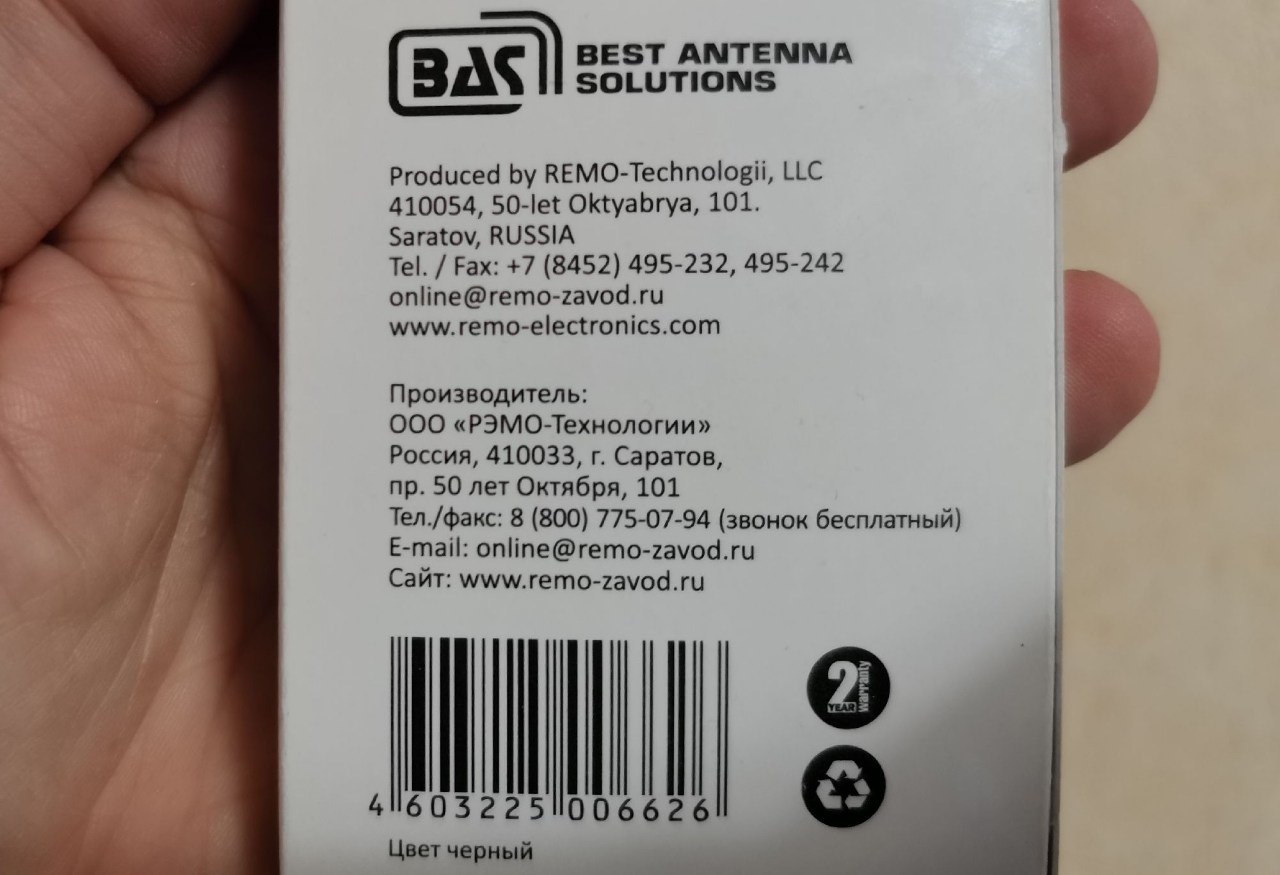 BAS
BEST ANTENNA
SOLUTIONS
Produced by REMO-Technologii, LLC
410054, 50-let Oktyabrya, 101.
Saratov, RUSSIA
Tel. / Fax: +7 (8452) 495-232, 495-242
online@remo-zavod.ru
www.remo-electronics.com
Производитель:
ООО «РЭМО-Технологии»
Россия, 410033, г. Саратов,
пр. 50 лет Октября, 101
Тел./факс: 8 (800) 775-07-94 (звонок бесплатный)
E-mail: online@remo-zavod.ru
Сайт: www.remo-zavod.ru
2
YEAR
Warranty
4 603225 006626
Цвет черный